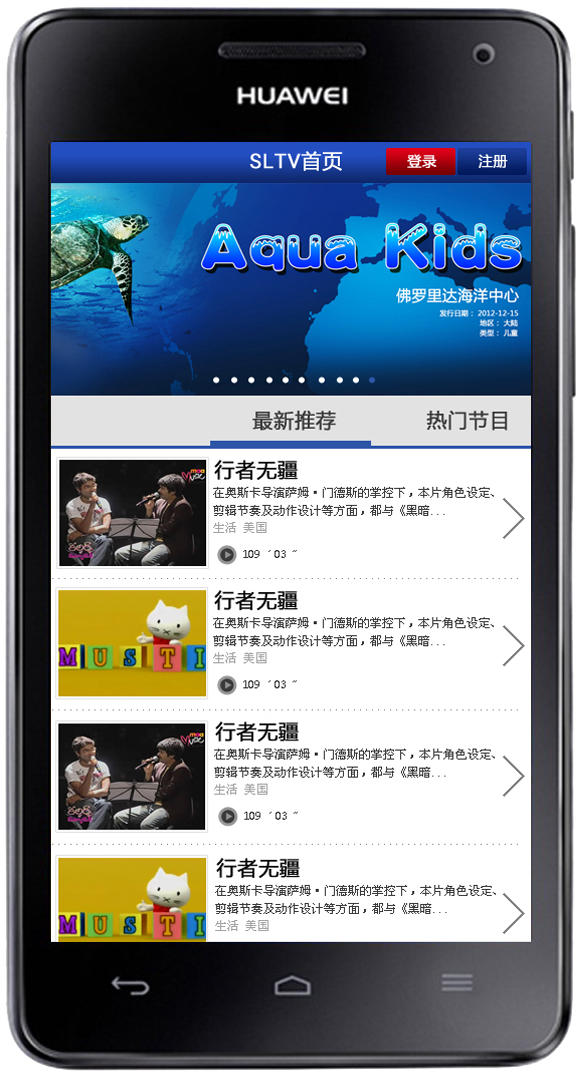 HUAWEI
SLTV首页
登录
注册
Aqua Kids
佛罗里达海洋中心
发行日期： 2012-12-15
地区： 大陆
类型： 儿童
最新推荐
热门节目
行者无疆
在奥斯卡导演萨姆·门德斯的掌控下，本片角色设定、
剪辑节奏及动作设计等方面，都与《黑暗...
生活 美国
109 ′03 ″
MUSTI
行者无疆
在奥斯卡导演萨姆·门德斯的掌控下，本片角色设定、
剪辑节奏及动作设计等方面，都与《黑暗...
生活 美国
109 ′03 ″
行者无疆
在奥斯卡导演萨姆·门德斯的掌控下，本片角色设定、
剪辑节奏及动作设计等方面，都与《黑暗...
生活 美国
109 ′03 ″
MUSTI
行者无疆
在奥斯卡导演萨姆·门德斯的掌控下，本片角色设定、
剪辑节奏及动作设计等方面，都与《黑暗...
生活 美国